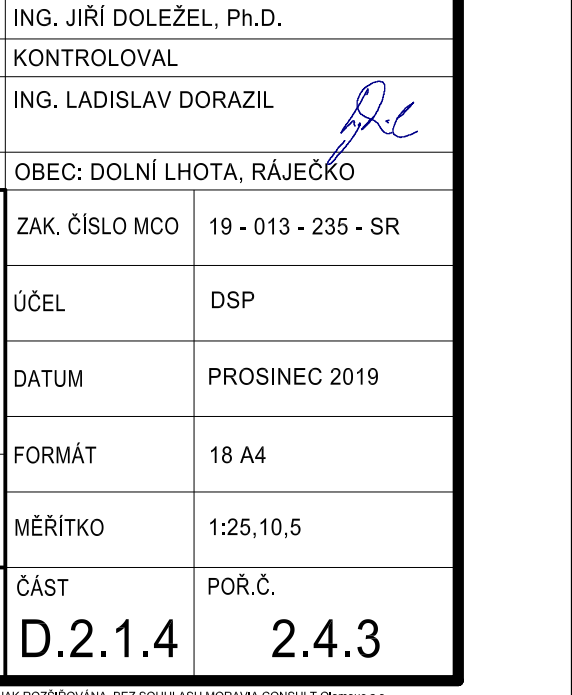 ING. JIŘÍ DOLEŽEL, Ph.D.
KONTROLOVAL
ING. LADISLAV DORAZIL
OBEC: DOLNÍ LHOTA, RÁJEČKO
ZAK. ČÍSLO MCO 19 - 013 - 235 - SR
ÚČEL DSP
DATUM PROSINEC 2019
FORMÁT 18 A4
MĚŘÍTKO 1:25,10,5
ČÁST POŘ.Č.
D.2.1.4 2.4.3